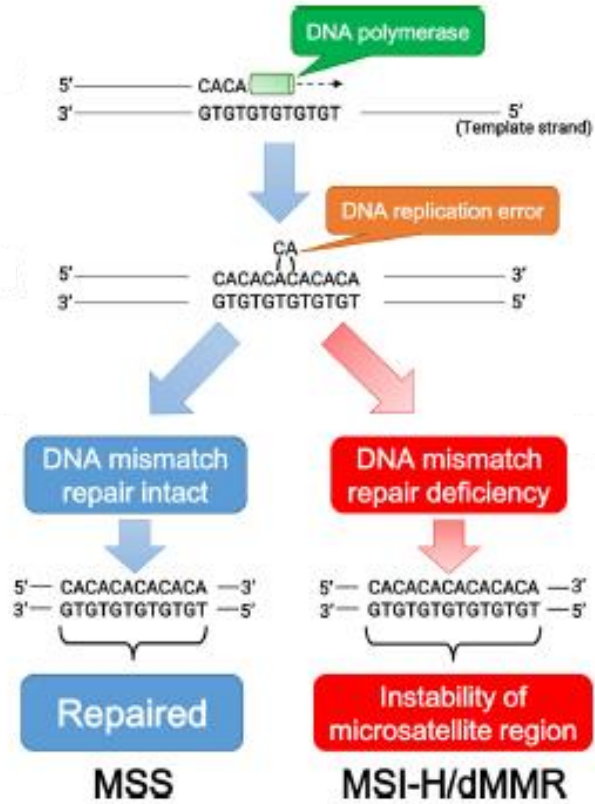 DNA polymerase
5′ CACA
3′ GTGTGTGTGTGT 5′
(Template strand)
DNA replication error
CA
5′ CACACACACACA 3′
3′ GTGTGTGTGTGT 5′
DNA mismatch
repair intact
DNA mismatch
repair deficiency
5′— CACACACACACA —3′
3′— GTGTGTGTGTGT —5′
5′— CACACACACACACA —3′
3′— GTGTGTGTGTGTGT —5′
Repaired
Instability of
microsatellite region
MSS
MSI-H/dMMR